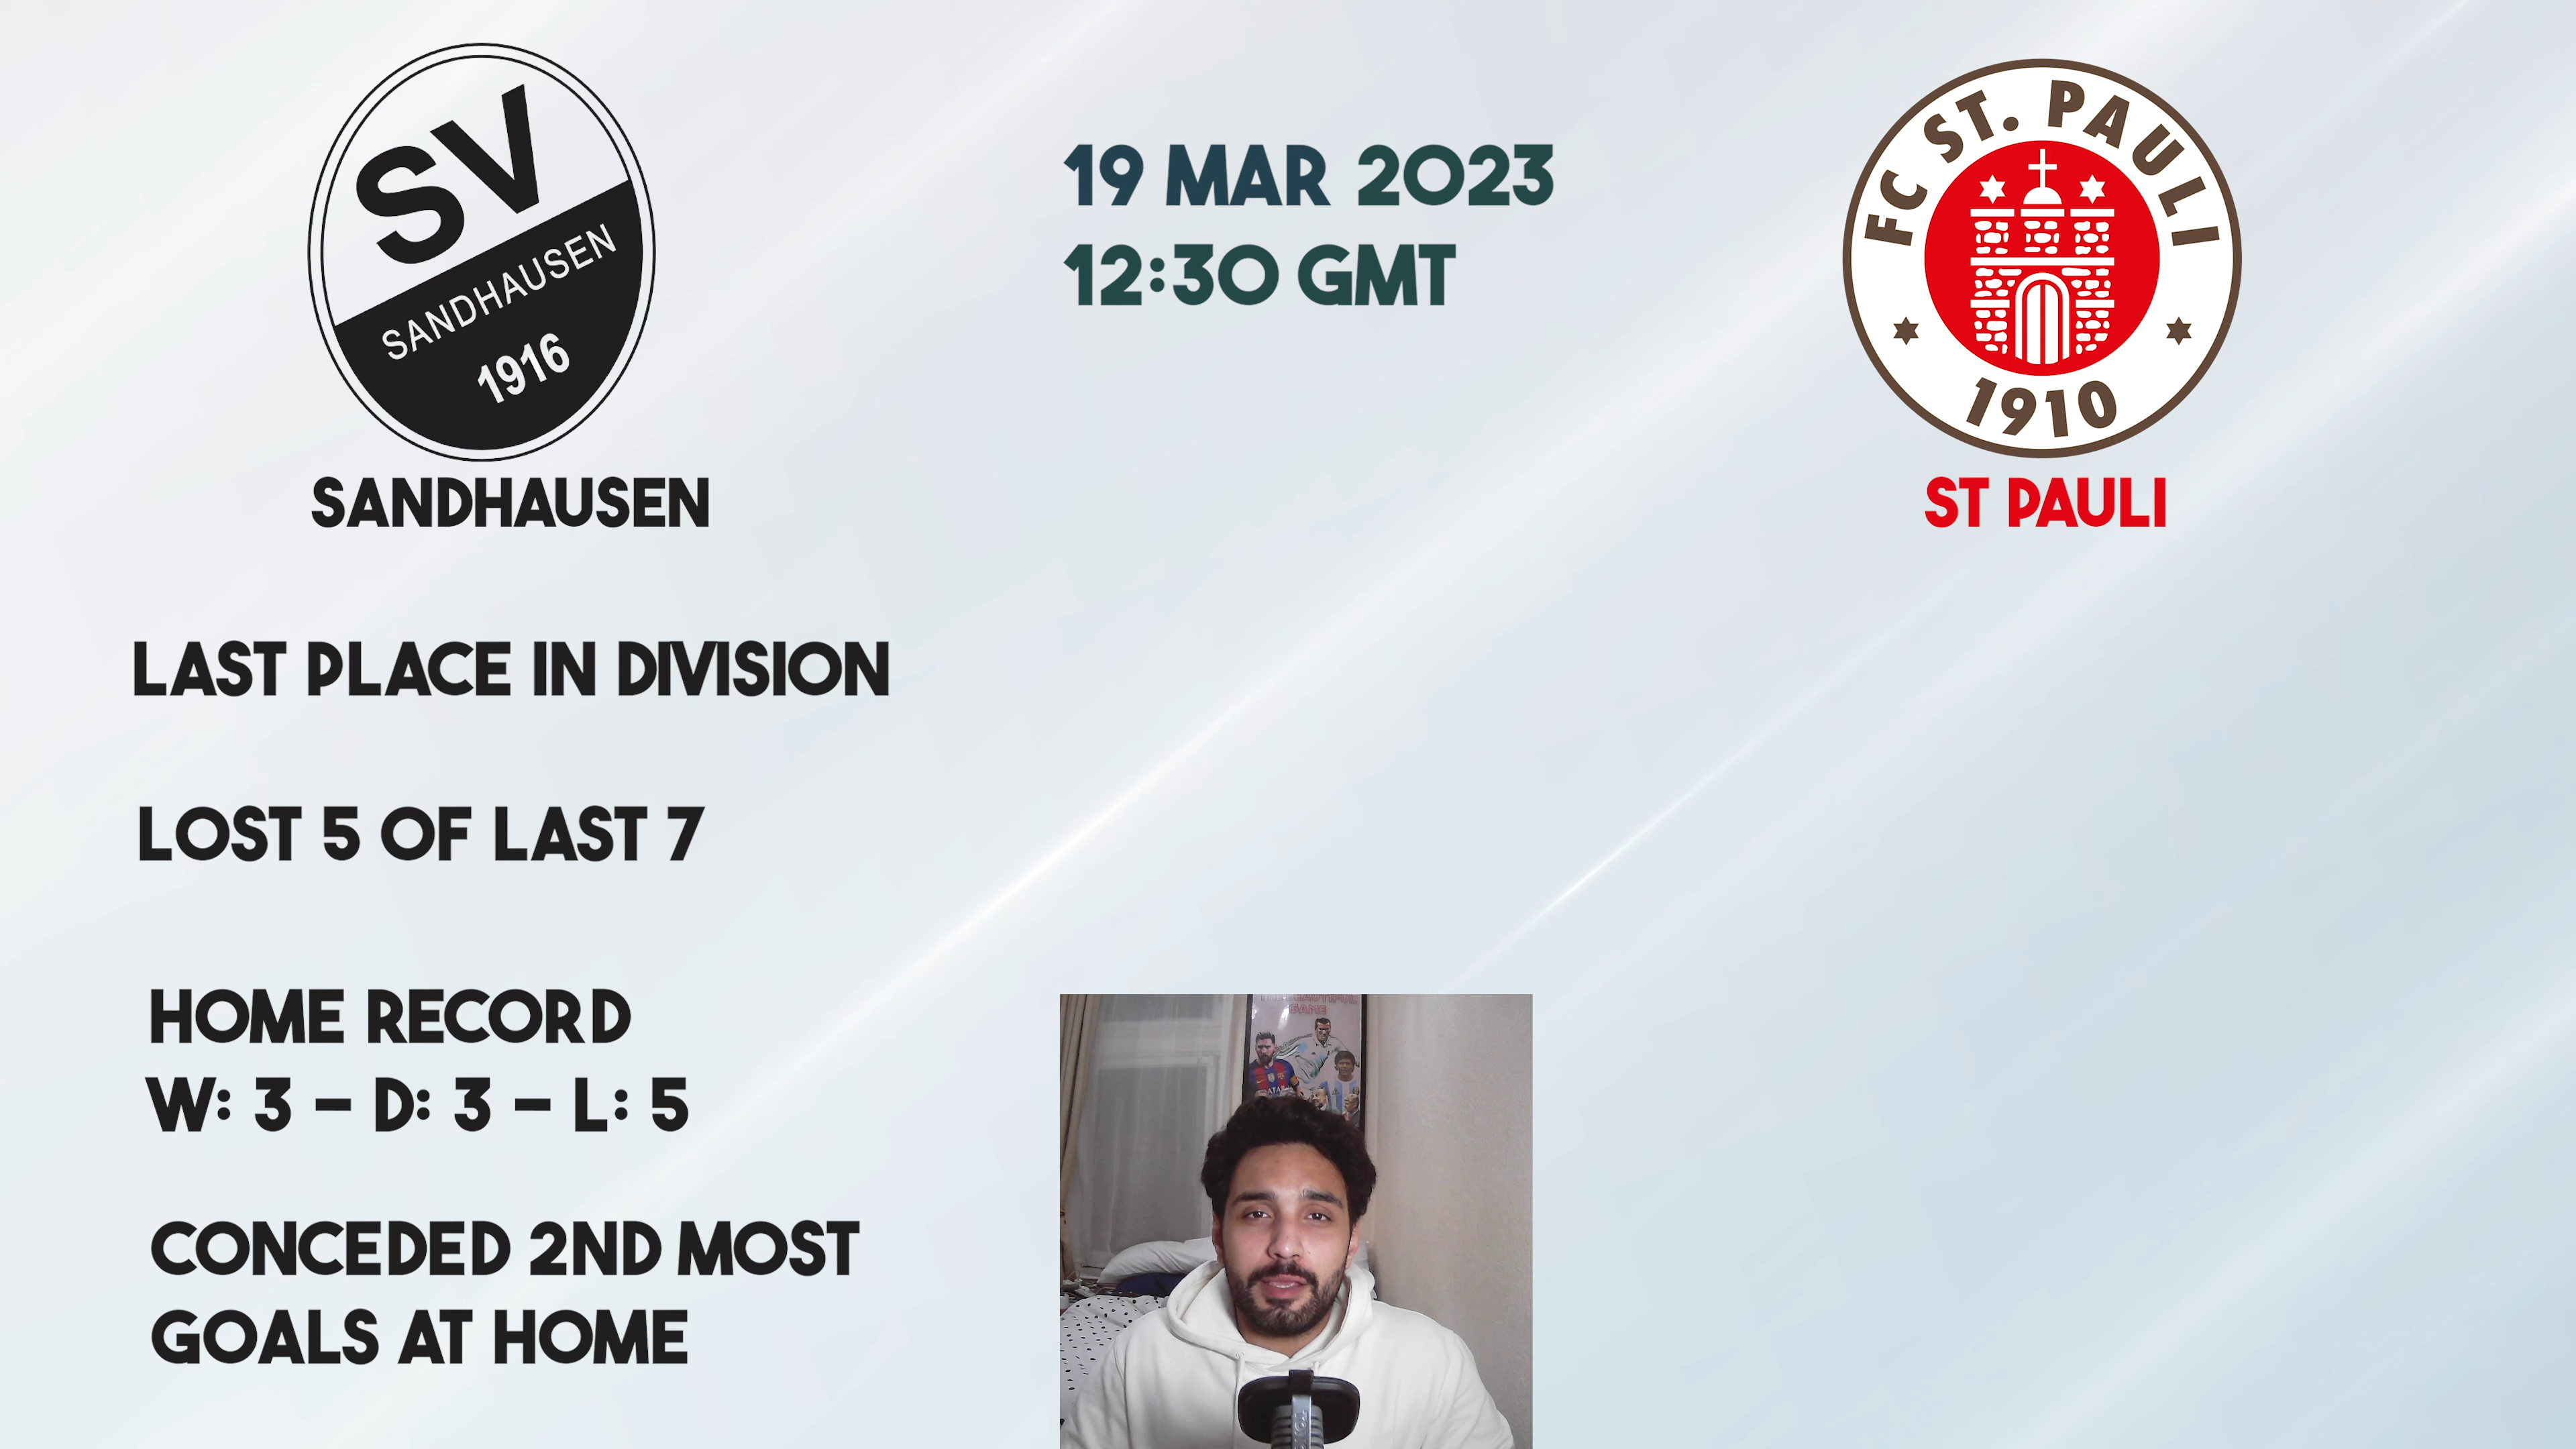 SV
SANDHAUSEN
1916
SANDHAUSEN
19 MAR 2023
12:30 GMT
FC ST. PAULI
1910
ST PAULI
LAST PLACE IN DIVISION
LOST 5 OF LAST 7
HOME RECORD
W: 3 - D: 3 - L: 5
CONCEDED 2ND MOST
GOALS AT HOME
GAME